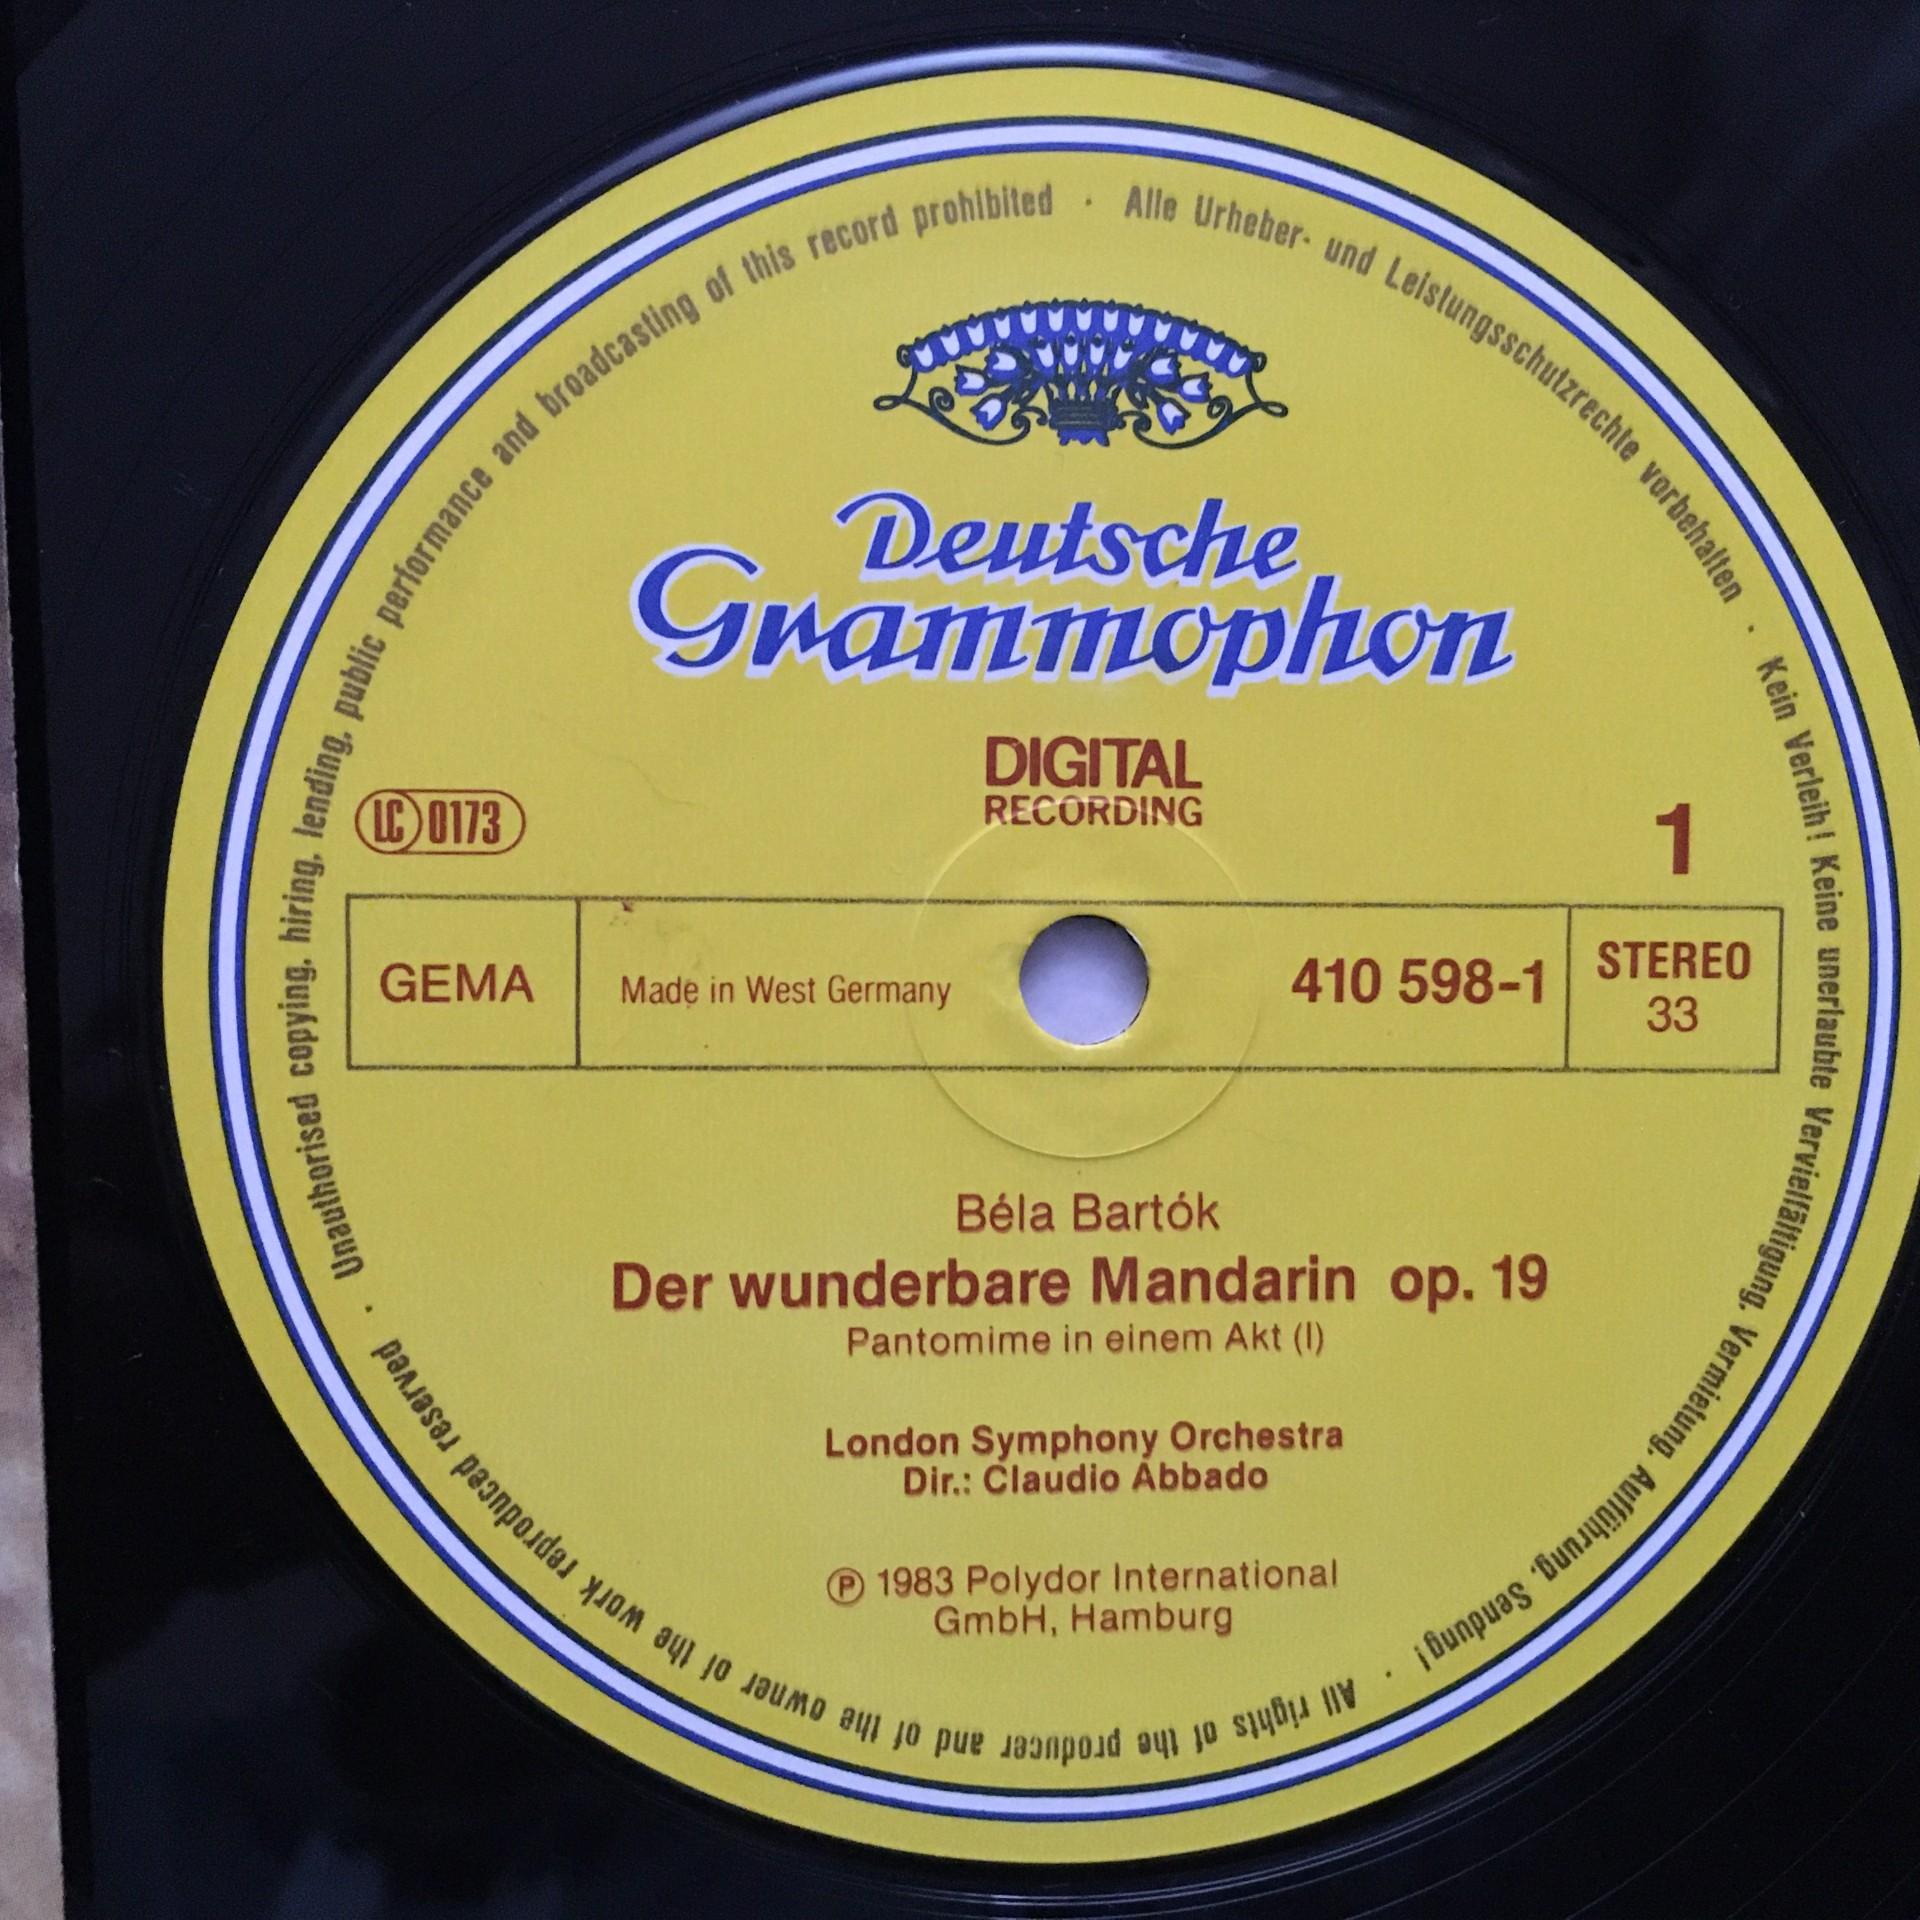 Unauthorised copying, hiring, lending, public performance and broadcasting of this record prohibited · Alle Urheber- und Leistungsschutzrechte vorbehalten · Kein Verleih! Keine unerlaubte Vervielfältigung, Vermietung, Aufführung, Sendung! · All rights of the producer and of the owner of the work reproduced reserved ·
Deutsche
Grammophon
DIGITAL
RECORDING
LC 0173
1
GEMA
Made in West Germany
410 598-1
STEREO
33
Béla Bartók
Der wunderbare Mandarin op. 19
Pantomime in einem Akt (I)
London Symphony Orchestra
Dir.: Claudio Abbado
℗ 1983 Polydor International
GmbH, Hamburg